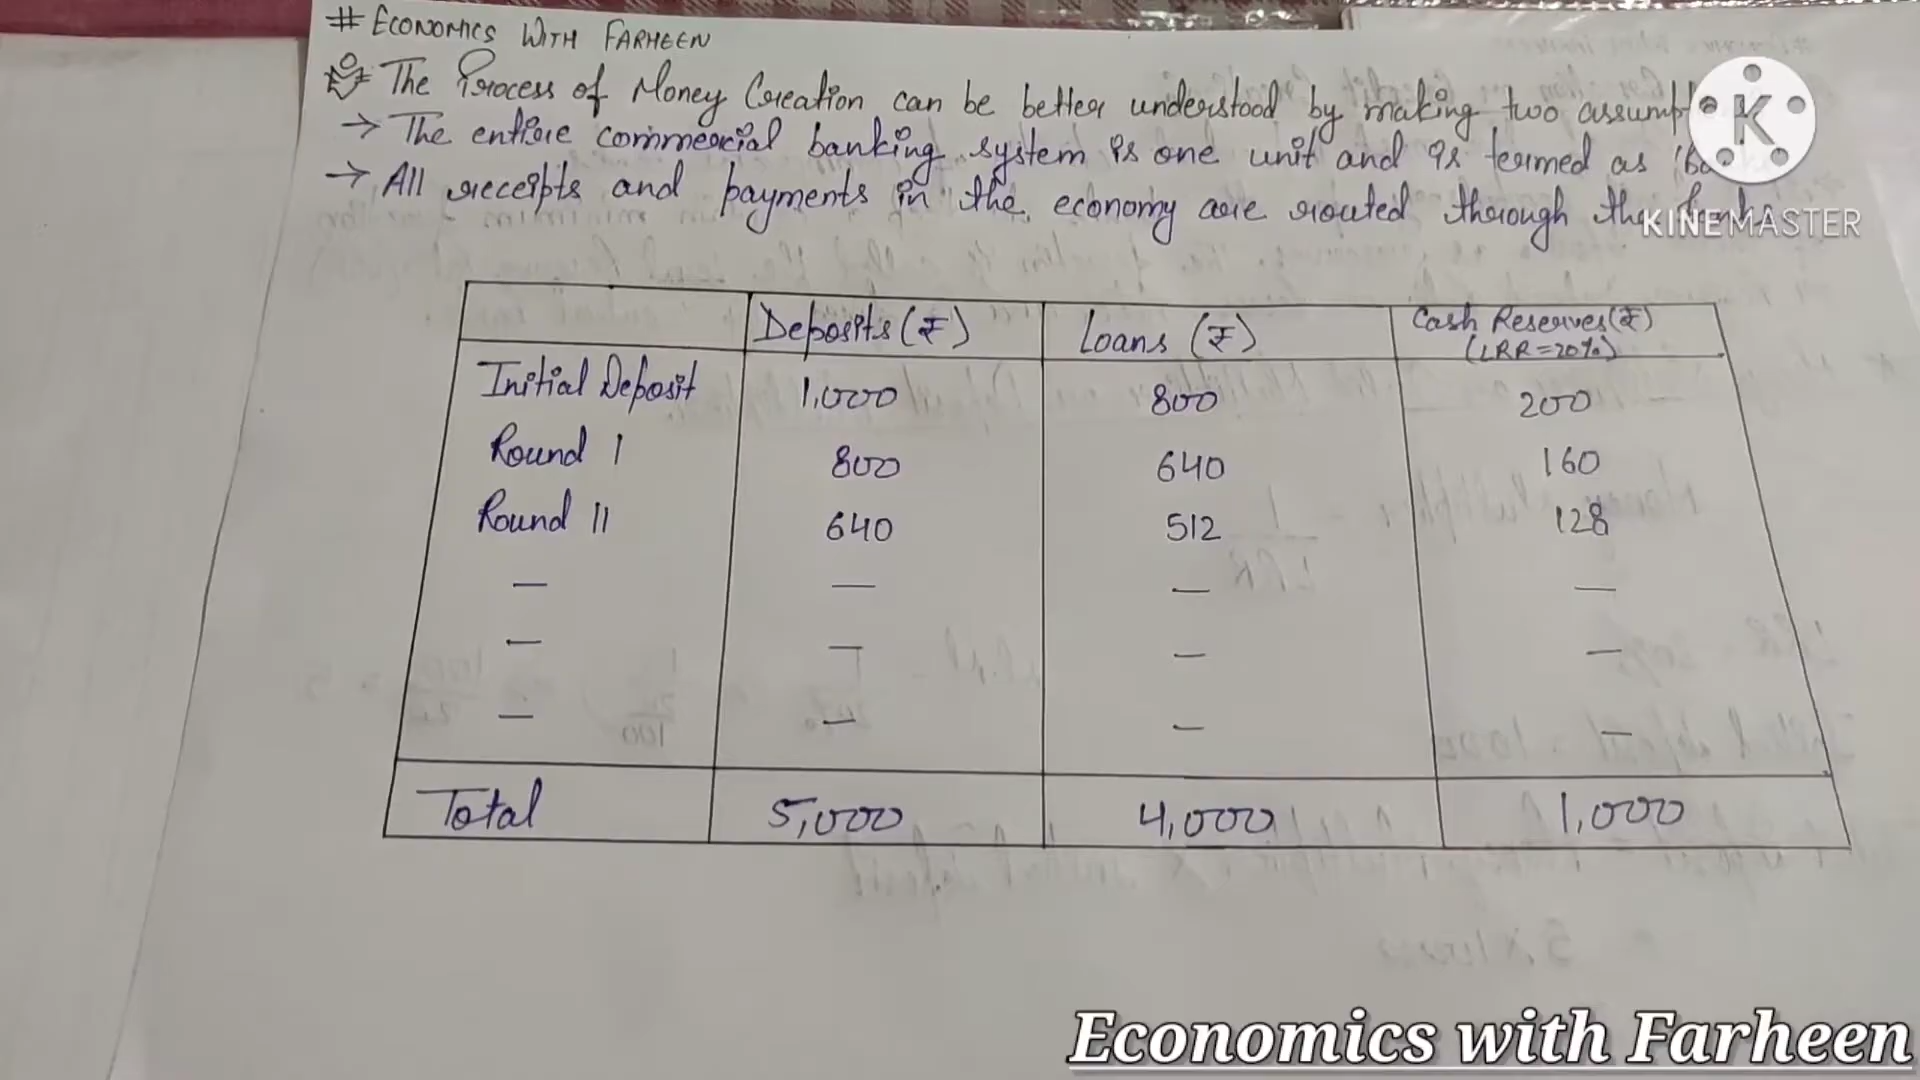 # ECONOMICS WITH FARHEEN
The Process of Money Creation can be better understood by making two
→ The entire commercial banking system is one unit and is termed as
→ All receipts and payments in the economy are routed through the
K
KINEMASTER
Deposits (₹) Loans (₹) Cash Reserves (₹)
(LRR = 20%)
Initial Deposit 1,000 800 200
Round I 800 640 160
Round II 640 512 128
— — — —
— — — —
— — — —
Total 5,000 4,000 1,000
Economics with Farheen